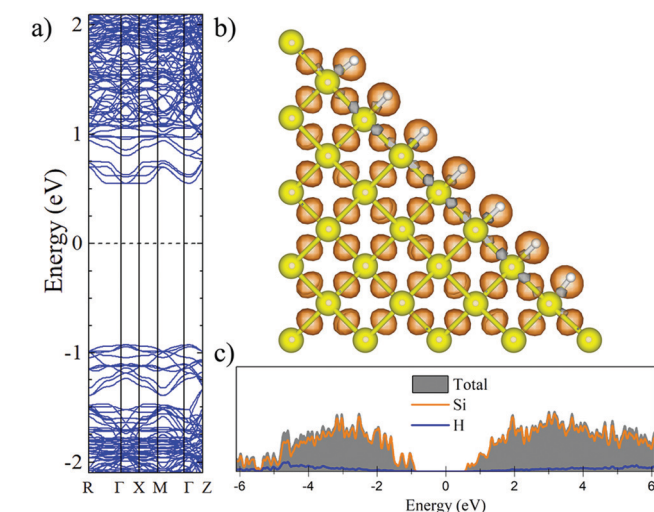 a)
2
1
0
-1
-2
Energy (eV)
R Γ X M Γ Z
b)
c)
Total
Si
H
-6 -4 -2 0 2 4 6
Energy (eV)